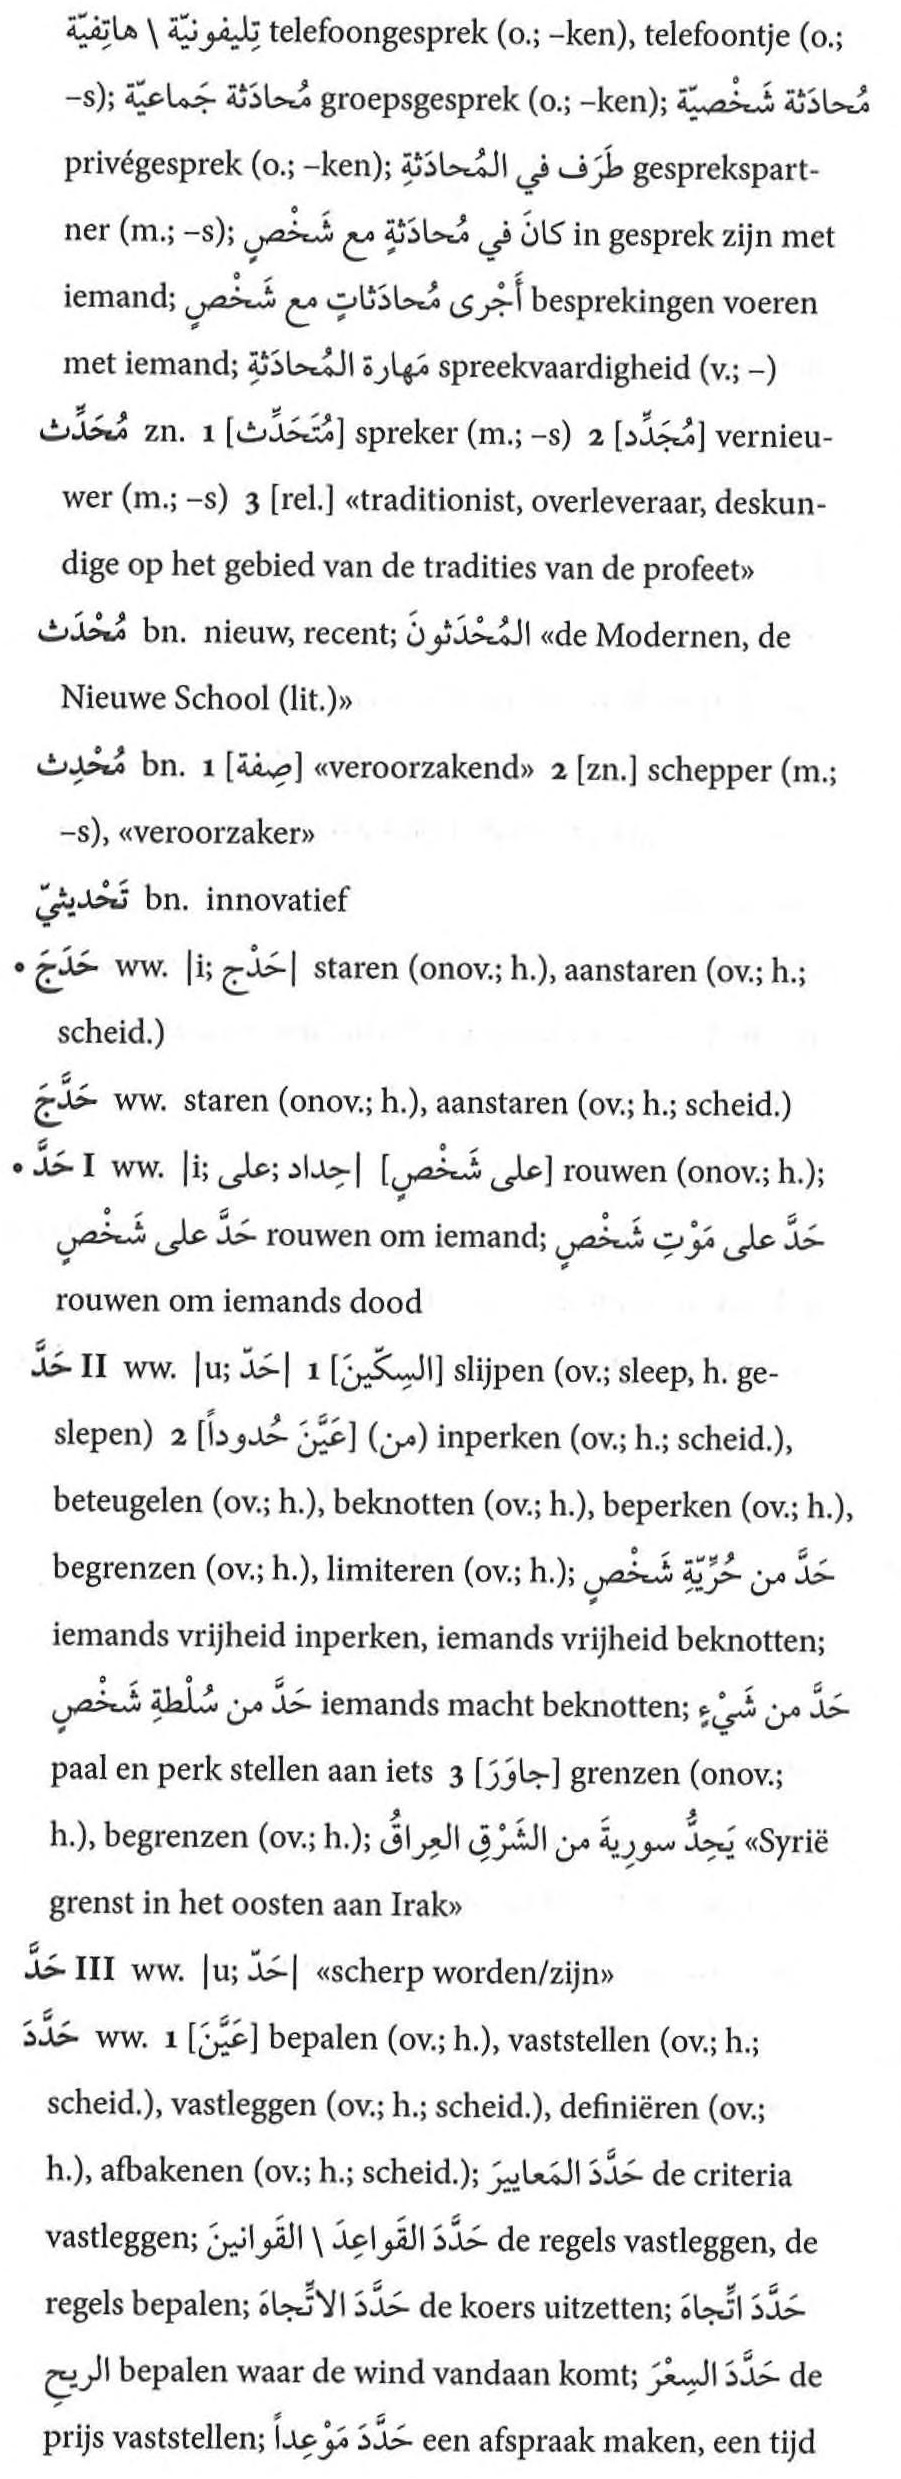 تِليفونيّة \ هاتِفيّة telefoongesprek (o.; –ken), telefoontje (o.;
–s); مُحادَثة جَماعيّة groepsgesprek (o.; –ken); مُحادَثة شَخْصيّة
privégesprek (o.; –ken); طَرَف في المُحادَثةِ gesprekspart-
ner (m.; –s); كانَ في مُحادَثةٍ مع شَخْصٍ in gesprek zijn met
iemand; أَجْرى مُحادَثاتٍ مع شَخْصٍ besprekingen voeren
met iemand; مَهارة المُحادَثةِ spreekvaardigheid (v.; –)
مُحَدِّث zn. 1 [مُتَحَدِّث] spreker (m.; –s) 2 [مُجَدِّد] vernieu-
wer (m.; –s) 3 [rel.] «traditionist, overleveraar, deskun-
dige op het gebied van de tradities van de profeet»
مُحْدَث bn. nieuw, recent; المُحْدَثونَ «de Modernen, de
Nieuwe School (lit.)»
مُحْدِث bn. 1 [صِفة] «veroorzakend» 2 [zn.] schepper (m.;
–s), «veroorzaker»
تَحْديثيّ bn. innovatief
• حَدَجَ ww. |i; حَدْج| staren (onov.; h.), aanstaren (ov.; h.;
scheid.)
حَدَّجَ ww. staren (onov.; h.), aanstaren (ov.; h.; scheid.)
• حَدَّ I ww. |i; على; حِداد| [على شَخْصٍ] rouwen (onov.; h.);
حَدَّ على شَخْصٍ rouwen om iemand; حَدَّ على مَوْتِ شَخْصٍ
rouwen om iemands dood
حَدَّ II ww. |u; حَدّ| 1 [السِكّينَ] slijpen (ov.; sleep, h. ge-
slepen) 2 [عَيَّنَ حُدوداً] (من) inperken (ov.; h.; scheid.),
beteugelen (ov.; h.), beknotten (ov.; h.), beperken (ov.; h.),
begrenzen (ov.; h.), limiteren (ov.; h.); حَدَّ من حُرِّيّةِ شَخْصٍ
iemands vrijheid inperken, iemands vrijheid beknotten;
حَدَّ من سُلْطةِ شَخْصٍ iemands macht beknotten; حَدَّ من شَيْءٍ
paal en perk stellen aan iets 3 [جاوَرَ] grenzen (onov.;
h.), begrenzen (ov.; h.); يَحِدُّ سورِيةَ من الشَرْقِ العِراقُ «Syrië
grenst in het oosten aan Irak»
حَدَّ III ww. |u; حَدّ| «scherp worden/zijn»
حَدَّدَ ww. 1 [عَيَّنَ] bepalen (ov.; h.), vaststellen (ov.; h.;
scheid.), vastleggen (ov.; h.; scheid.), definiëren (ov.;
h.), afbakenen (ov.; h.; scheid.); حَدَّدَ المَعاييرَ de criteria
vastleggen; حَدَّدَ القَواعِدَ \ القَوانينَ de regels vastleggen, de
regels bepalen; حَدَّدَ الاتِّجاهَ de koers uitzetten; حَدَّدَ اتِّجاهَ
الريحِ bepalen waar de wind vandaan komt; حَدَّدَ السِعْرَ de
prijs vaststellen; حَدَّدَ مَوْعِداً een afspraak maken, een tijd